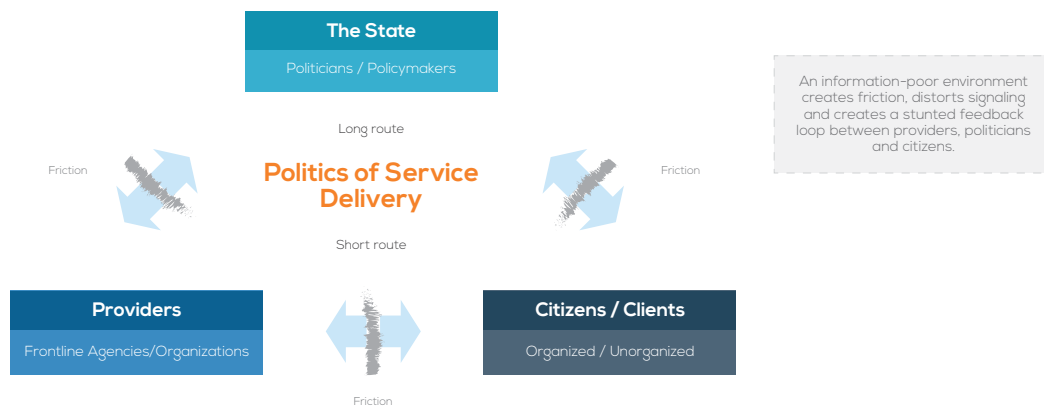 The State
Politicians / Policymakers
An information-poor environment
creates friction, distorts signaling
and creates a stunted feedback
loop between providers, politicians
and citizens.
Long route
Friction
Politics of Service
Delivery
Friction
Short route
Providers
Frontline Agencies/Organizations
Citizens / Clients
Organized / Unorganized
Friction